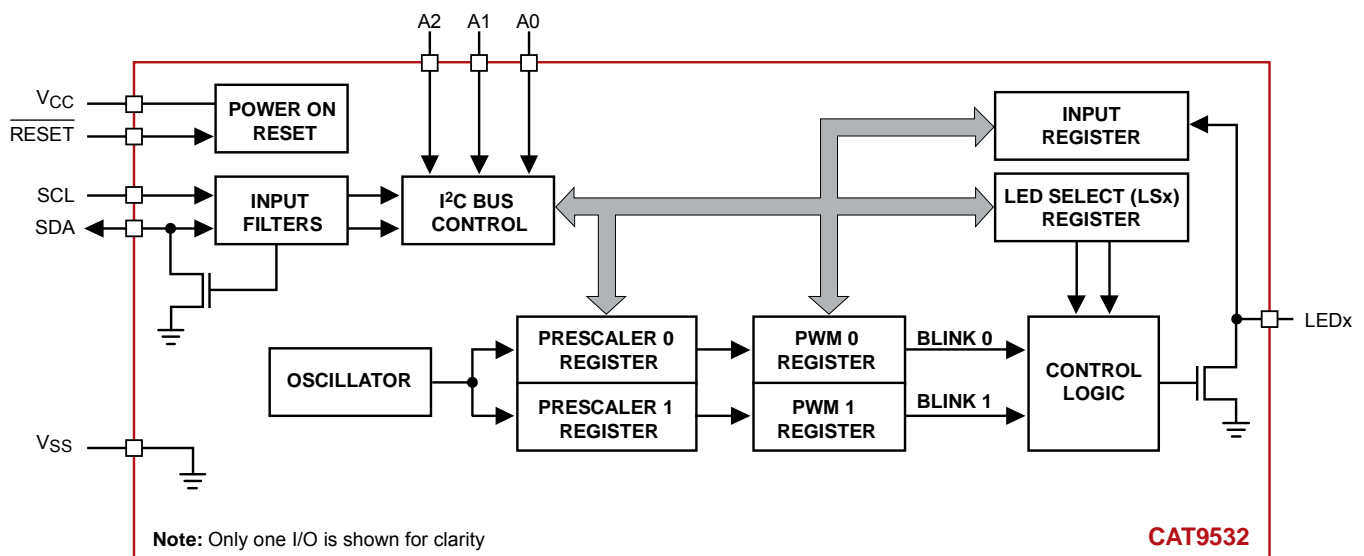 A2 A1 A0
VCC
RESET
POWER ON
RESET
INPUT
REGISTER
SCL
SDA
INPUT
FILTERS
I²C BUS
CONTROL
LED SELECT (LSx)
REGISTER
OSCILLATOR
PRESCALER 0
REGISTER
PRESCALER 1
REGISTER
PWM 0
REGISTER
PWM 1
REGISTER
BLINK 0
BLINK 1
CONTROL
LOGIC
LEDx
VSS
Note: Only one I/O is shown for clarity
CAT9532